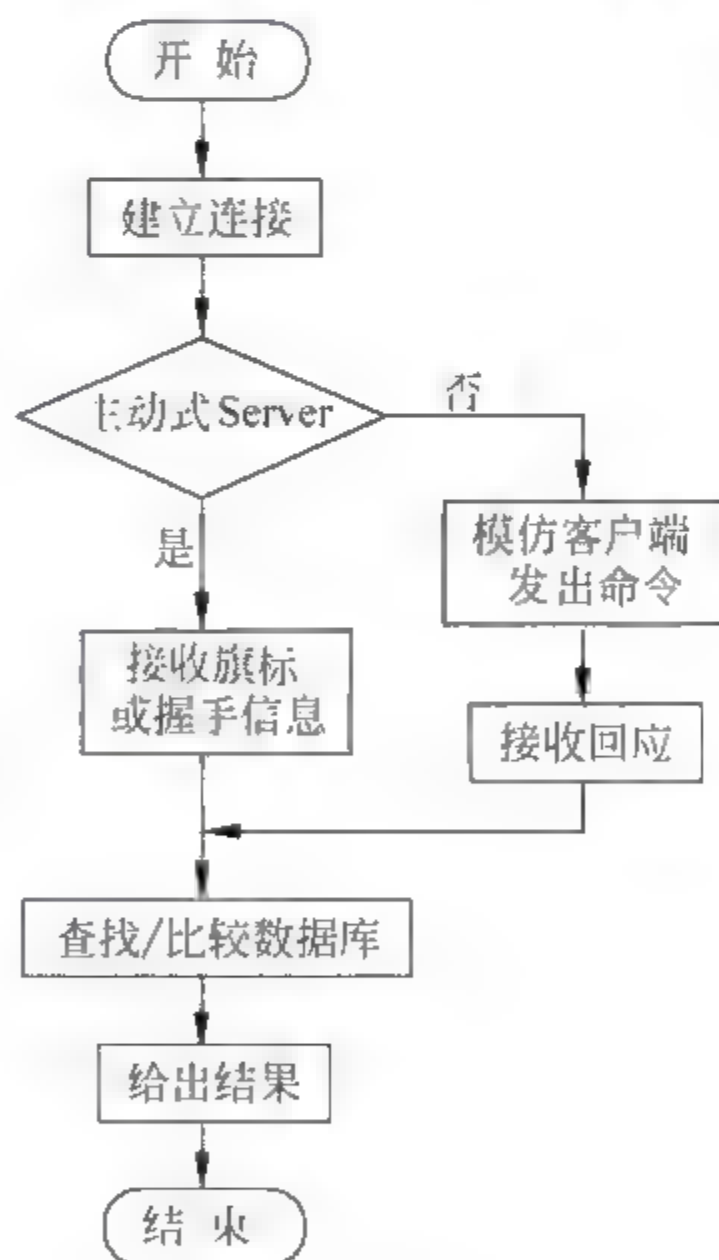 开始
建立连接
主动式Server
否
是
模仿客户端
发出命令
接收旗标
或握手信息
接收回应
查找/比较数据库
给出结果
结束